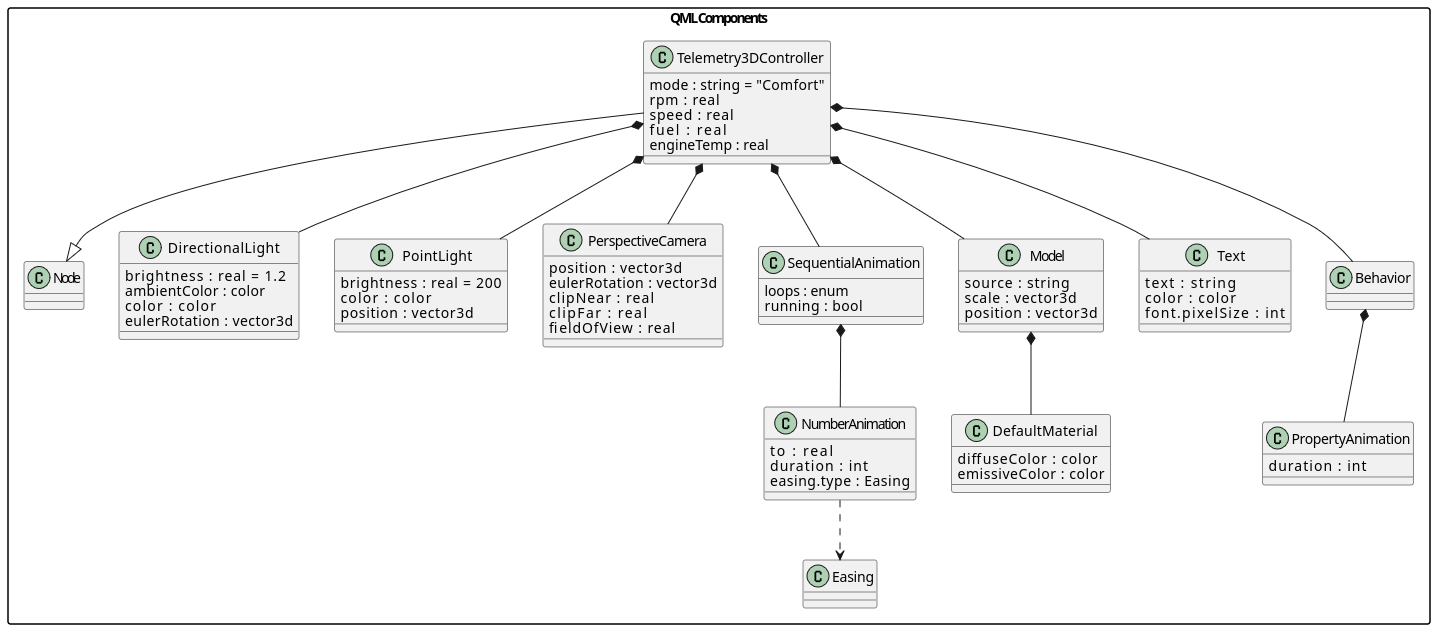 QML Components
C Telemetry3DController
mode : string = "Comfort"
rpm : real
speed : real
fuel : real
engineTemp : real
C Node
C DirectionalLight
brightness : real = 1.2
ambientColor : color
color : color
eulerRotation : vector3d
C PointLight
brightness : real = 200
color : color
position : vector3d
C PerspectiveCamera
position : vector3d
eulerRotation : vector3d
clipNear : real
clipFar : real
fieldOfView : real
C SequentialAnimation
loops : enum
running : bool
C Model
source : string
scale : vector3d
position : vector3d
C Text
text : string
color : color
font.pixelSize : int
C Behavior
C NumberAnimation
to : real
duration : int
easing.type : Easing
C DefaultMaterial
diffuseColor : color
emissiveColor : color
C PropertyAnimation
duration : int
C Easing